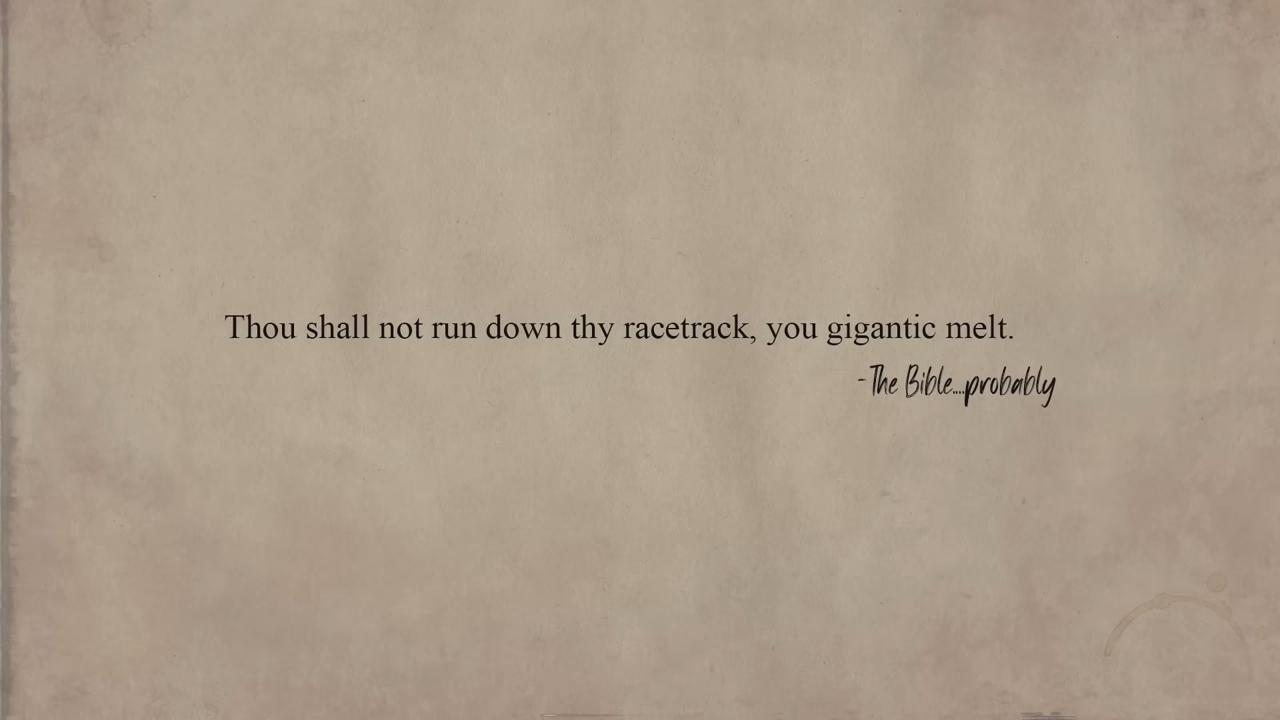 Thou shall not run down thy racetrack, you gigantic melt.
-The Bible....probably